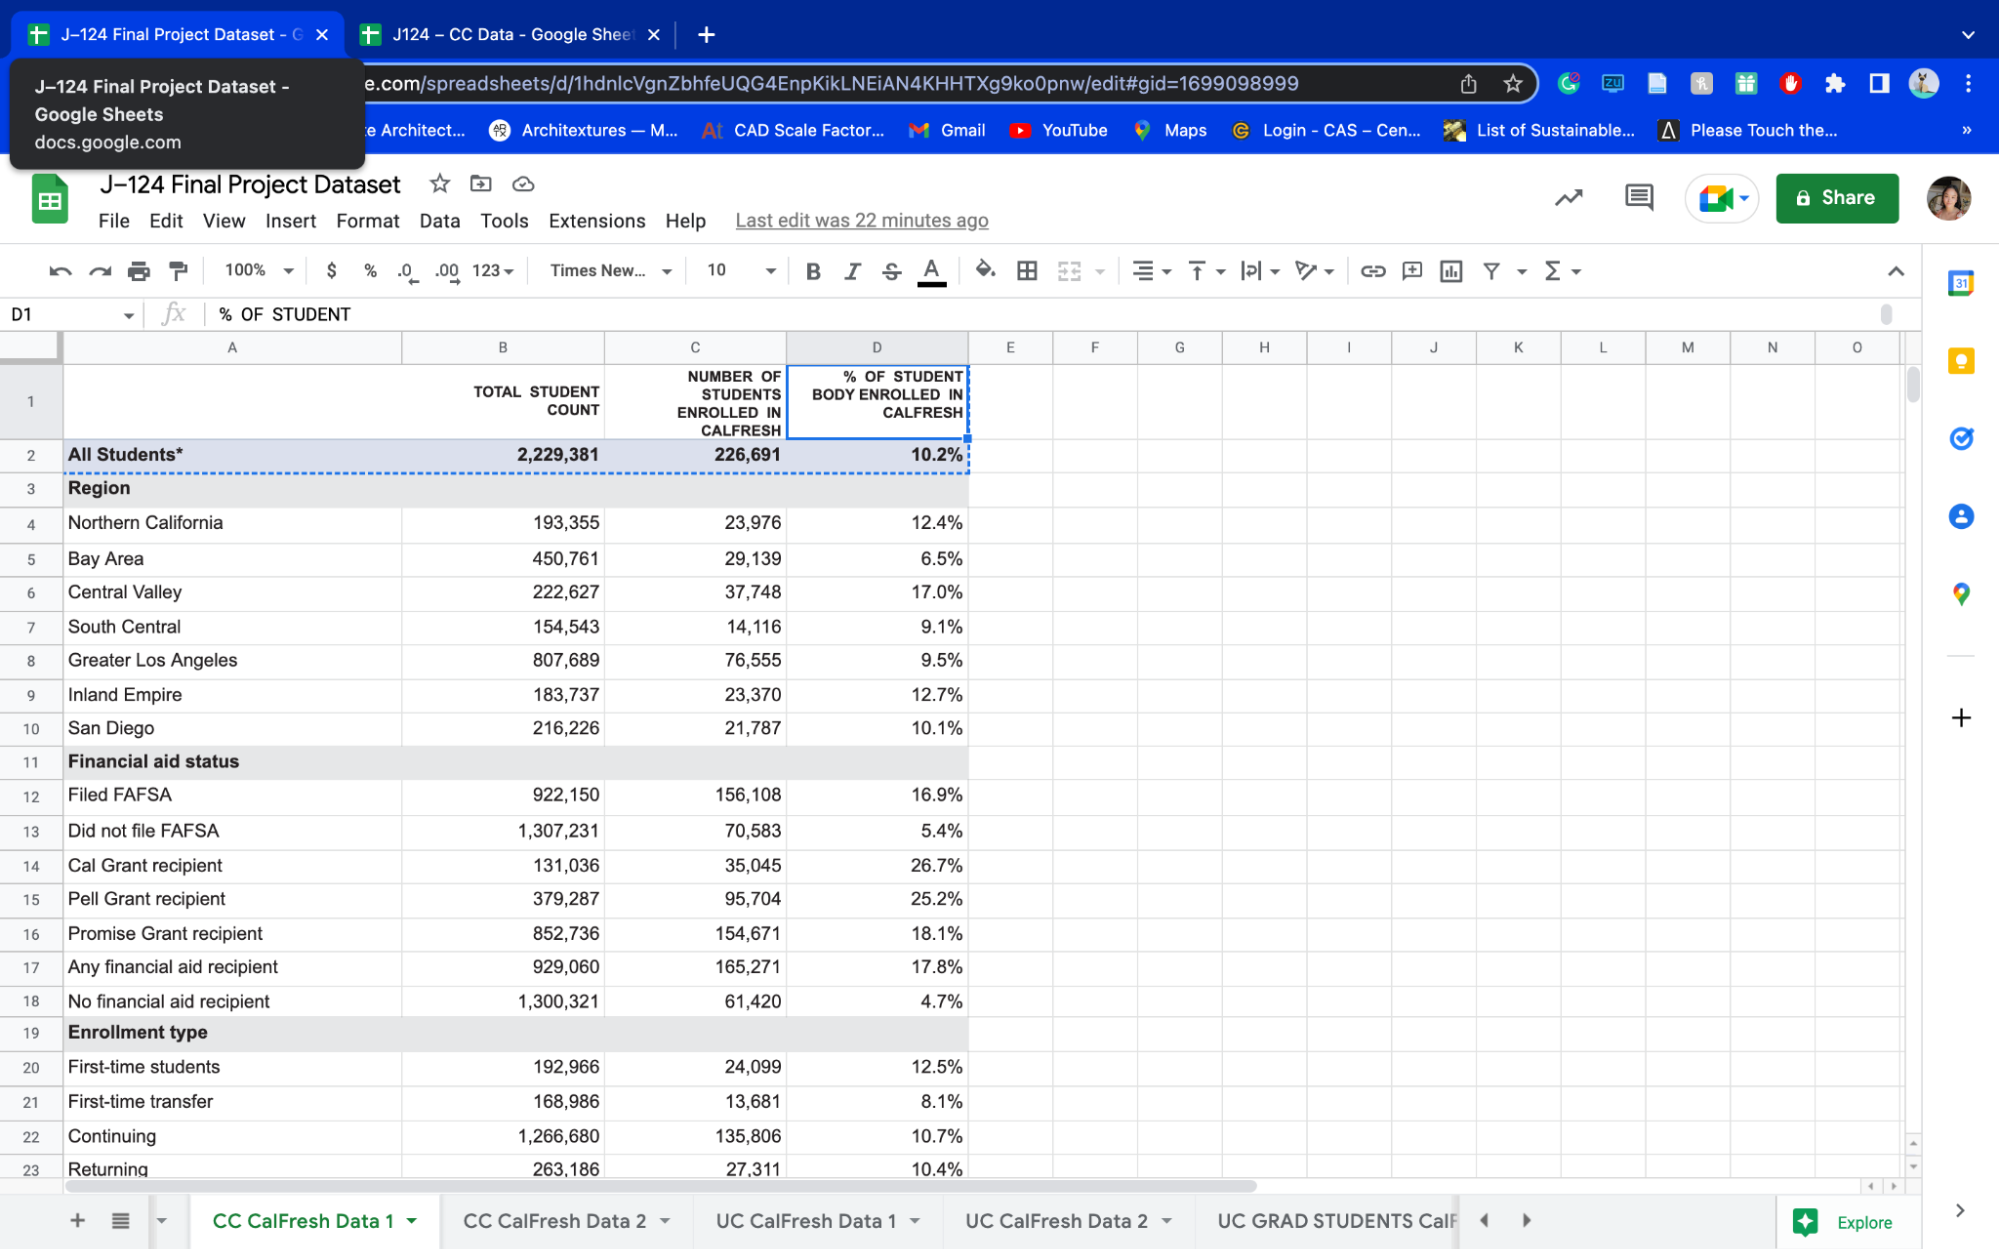 J–124 Final Project Dataset - G
J124 – CC Data - Google Sheet
J–124 Final Project Dataset -
Google Sheets
docs.google.com
e.com/spreadsheets/d/1hdnlcVgnZbhfeUQG4EnpKikLNEiAN4KHHTXg9ko0pnw/edit#gid=1699098999
te Architect...
Architextures — M...
CAD Scale Factor...
Gmail
YouTube
Maps
Login - CAS – Cen...
List of Sustainable...
Please Touch the...
»
J–124 Final Project Dataset
File Edit View Insert Format Data Tools Extensions Help Last edit was 22 minutes ago
Share
100% $ % .0 .00 123 Times New... 10 B I S A
D1 fx % OF STUDENT
A B C D E F G H I J K L M N O
1 TOTAL STUDENT COUNT NUMBER OF STUDENTS ENROLLED IN CALFRESH % OF STUDENT BODY ENROLLED IN CALFRESH
2 All Students* 2,229,381 226,691 10.2%
3 Region
4 Northern California 193,355 23,976 12.4%
5 Bay Area 450,761 29,139 6.5%
6 Central Valley 222,627 37,748 17.0%
7 South Central 154,543 14,116 9.1%
8 Greater Los Angeles 807,689 76,555 9.5%
9 Inland Empire 183,737 23,370 12.7%
10 San Diego 216,226 21,787 10.1%
11 Financial aid status
12 Filed FAFSA 922,150 156,108 16.9%
13 Did not file FAFSA 1,307,231 70,583 5.4%
14 Cal Grant recipient 131,036 35,045 26.7%
15 Pell Grant recipient 379,287 95,704 25.2%
16 Promise Grant recipient 852,736 154,671 18.1%
17 Any financial aid recipient 929,060 165,271 17.8%
18 No financial aid recipient 1,300,321 61,420 4.7%
19 Enrollment type
20 First-time students 192,966 24,099 12.5%
21 First-time transfer 168,986 13,681 8.1%
22 Continuing 1,266,680 135,806 10.7%
23 Returning 263,186 27,311 10.4%
CC CalFresh Data 1 CC CalFresh Data 2 UC CalFresh Data 1 UC CalFresh Data 2 UC GRAD STUDENTS CalF
Explore